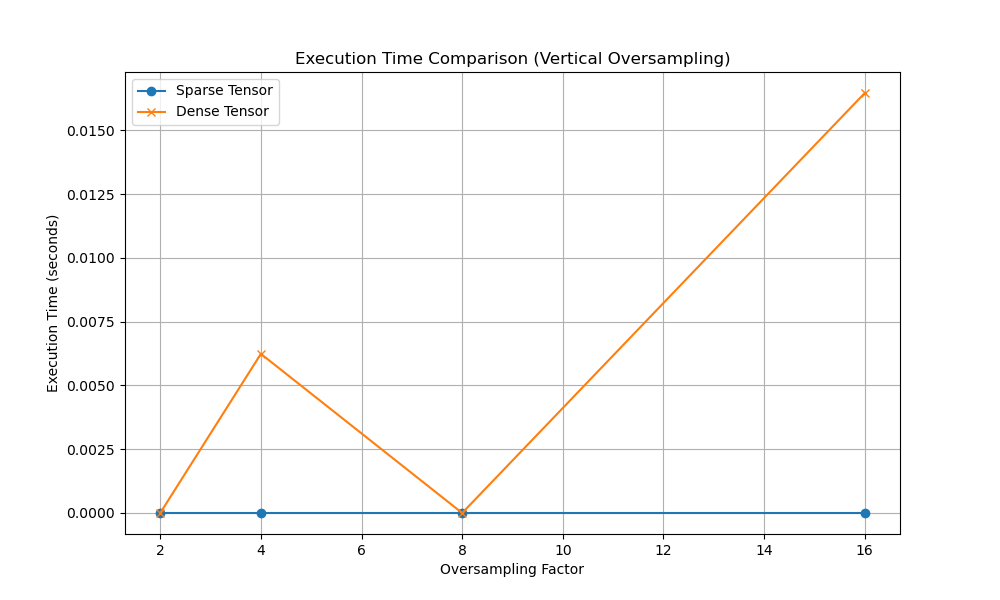 Execution Time Comparison (Vertical Oversampling)
Sparse Tensor
Dense Tensor
Execution Time (seconds)
0.0150
0.0125
0.0100
0.0075
0.0050
0.0025
0.0000
2 4 6 8 10 12 14 16
Oversampling Factor